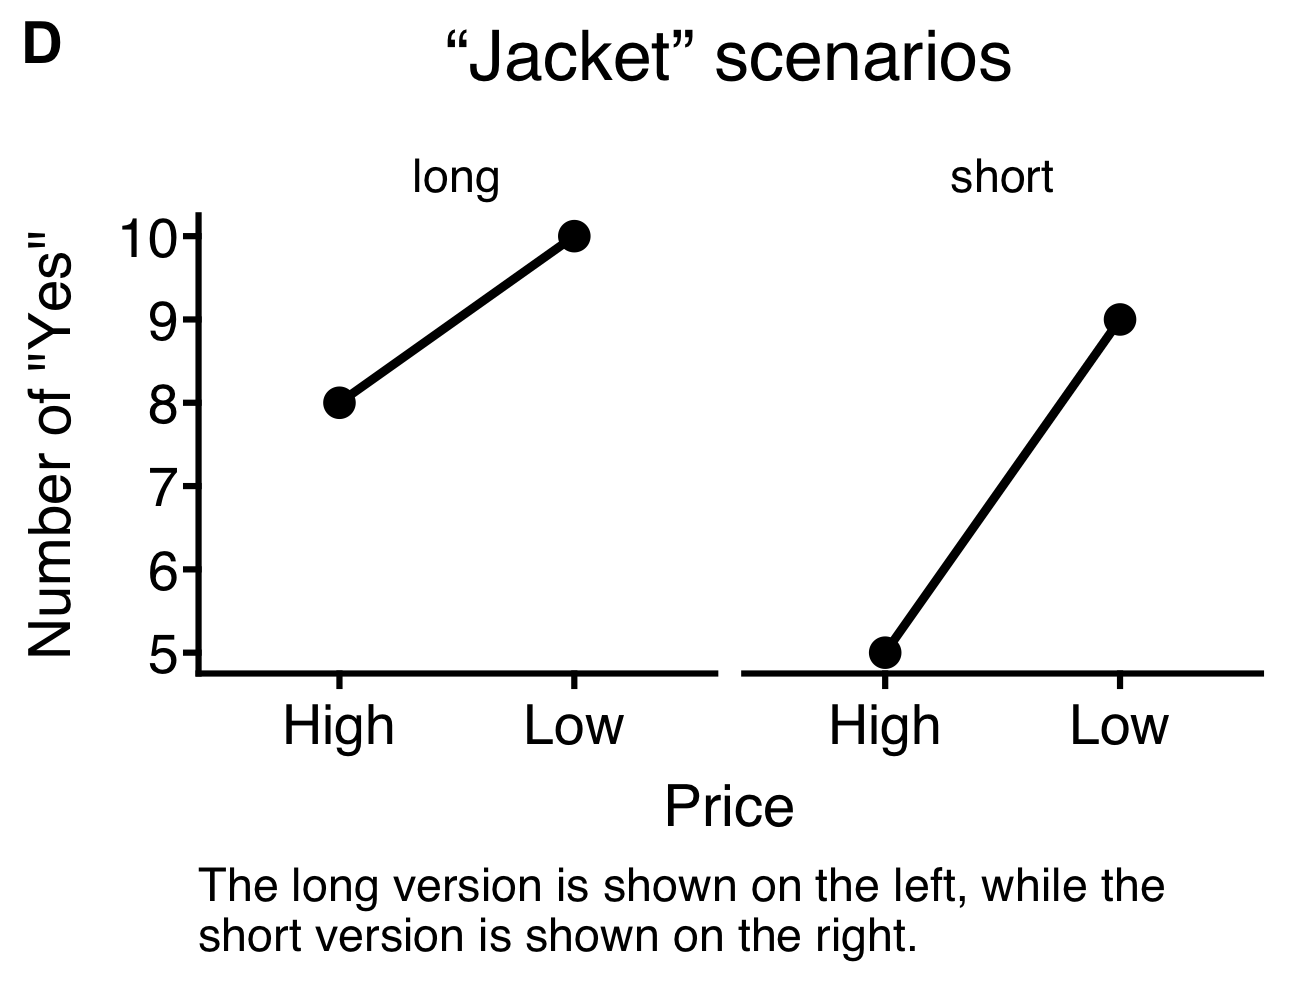 D
“Jacket” scenarios
long
short
Number of "Yes"
10
9
8
7
6
5
High
Low
High
Low
Price
The long version is shown on the left, while the
short version is shown on the right.